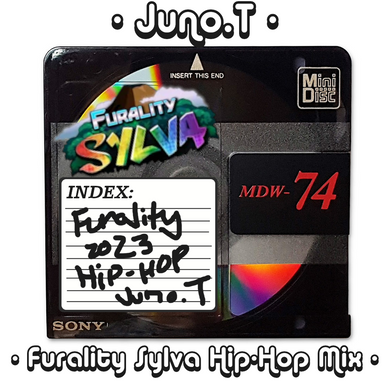 • Juno.T •
INSERT THIS END
Mini
Disc
FURALITY
SYLVA
INDEX:
MDW-74
Furality
2023
HiP-HOP
Juno.T
SONY
• Furality Sylva Hip-Hop Mix •